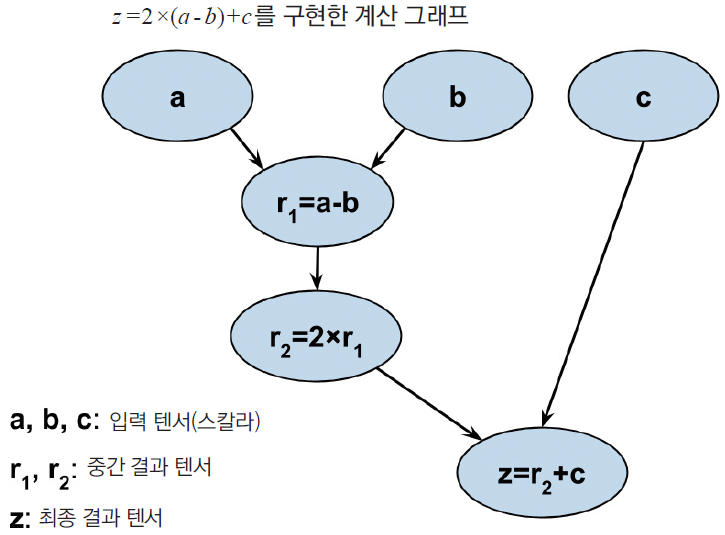 z=2×(a-b)+c를 구현한 계산 그래프
a
b
c
r₁=a-b
r₂=2×r₁
a, b, c: 입력 텐서(스칼라)
r₁, r₂: 중간 결과 텐서
z=r₂+c
z: 최종 결과 텐서